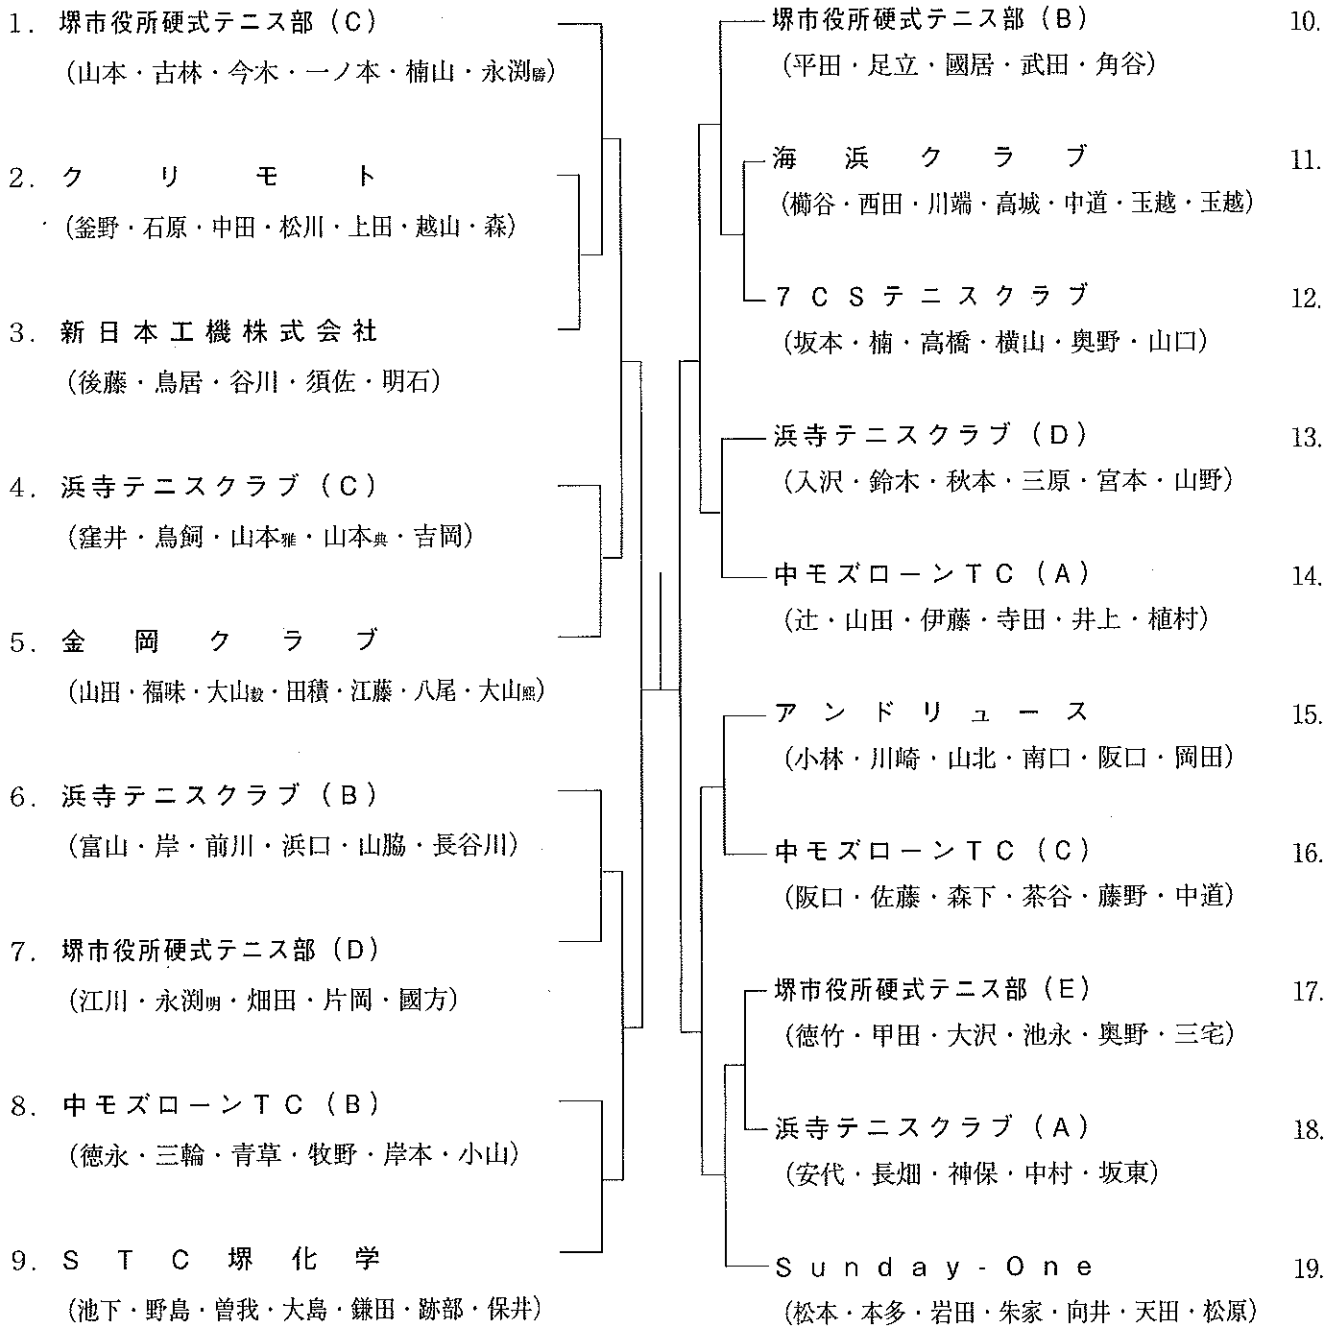 1. 堺市役所硬式テニス部 (C)
(山本・古林・今木・一ノ本・楠山・永渕勝)
2. クリモト
(釜野・石原・中田・松川・上田・越山・森)
3. 新日本工機株式会社
(後藤・鳥居・谷川・須佐・明石)
4. 浜寺テニスクラブ (C)
(窪井・鳥飼・山本雅・山本典・吉岡)
5. 金岡クラブ
(山田・福味・大山毅・田積・江藤・八尾・大山熙)
6. 浜寺テニスクラブ (B)
(富山・岸・前川・浜口・山脇・長谷川)
7. 堺市役所硬式テニス部 (D)
(江川・永渕明・畑田・片岡・國方)
8. 中モズローンTC (B)
(徳永・三輪・青草・牧野・岸本・小山)
9. STC堺化学
(池下・野島・曽我・大島・鎌田・跡部・保井)
堺市役所硬式テニス部 (B) 10.
(平田・足立・國居・武田・角谷)
海浜クラブ 11.
(櫛谷・西田・川端・高城・中道・玉越・玉越)
7CSテニスクラブ 12.
(坂本・楠・高橋・横山・奥野・山口)
浜寺テニスクラブ (D) 13.
(入沢・鈴木・秋本・三原・宮本・山野)
中モズローンTC (A) 14.
(辻・山田・伊藤・寺田・井上・植村)
アンドリュース 15.
(小林・川崎・山北・南口・阪口・岡田)
中モズローンTC (C) 16.
(阪口・佐藤・森下・茶谷・藤野・中道)
堺市役所硬式テニス部 (E) 17.
(徳竹・甲田・大沢・池永・奥野・三宅)
浜寺テニスクラブ (A) 18.
(安代・長畑・神保・中村・坂東)
Sunday-One 19.
(松本・本多・岩田・朱家・向井・天田・松原)